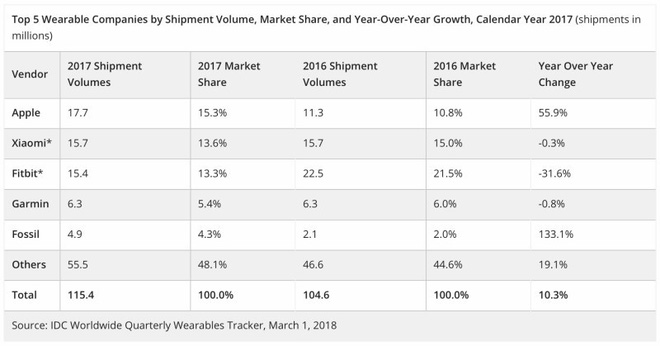 Top 5 Wearable Companies by Shipment Volume, Market Share, and Year-Over-Year Growth, Calendar Year 2017 (shipments in
millions)
Vendor 2017 Shipment Volumes 2017 Market Share 2016 Shipment Volumes 2016 Market Share Year Over Year Change
Apple 17.7 15.3% 11.3 10.8% 55.9%
Xiaomi* 15.7 13.6% 15.7 15.0% -0.3%
Fitbit* 15.4 13.3% 22.5 21.5% -31.6%
Garmin 6.3 5.4% 6.3 6.0% -0.8%
Fossil 4.9 4.3% 2.1 2.0% 133.1%
Others 55.5 48.1% 46.6 44.6% 19.1%
Total 115.4 100.0% 104.6 100.0% 10.3%
Source: IDC Worldwide Quarterly Wearables Tracker, March 1, 2018